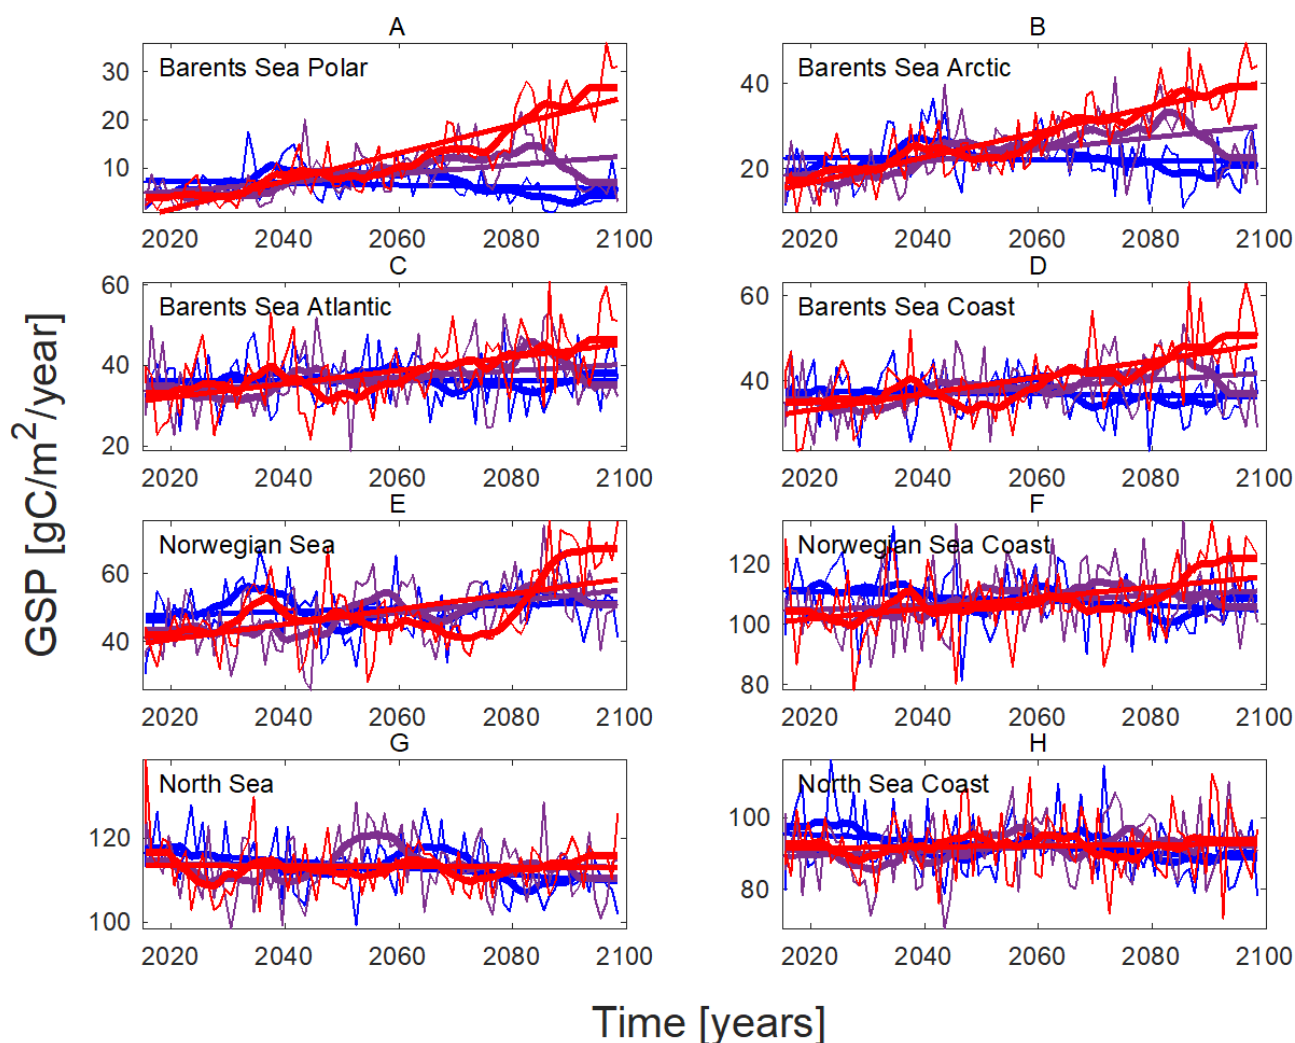 A
B
30
20
10
Barents Sea Polar
2020 2040 2060 2080 2100
40
20
Barents Sea Arctic
2020 2040 2060 2080 2100
C
D
60
40
20
Barents Sea Atlantic
2020 2040 2060 2080 2100
60
40
Barents Sea Coast
2020 2040 2060 2080 2100
E
F
60
40
Norwegian Sea
2020 2040 2060 2080 2100
120
100
80
Norwegian Sea Coast
2020 2040 2060 2080 2100
G
H
120
100
North Sea
2020 2040 2060 2080 2100
100
80
North Sea Coast
2020 2040 2060 2080 2100
GSP [gC/m²/year]
Time [years]